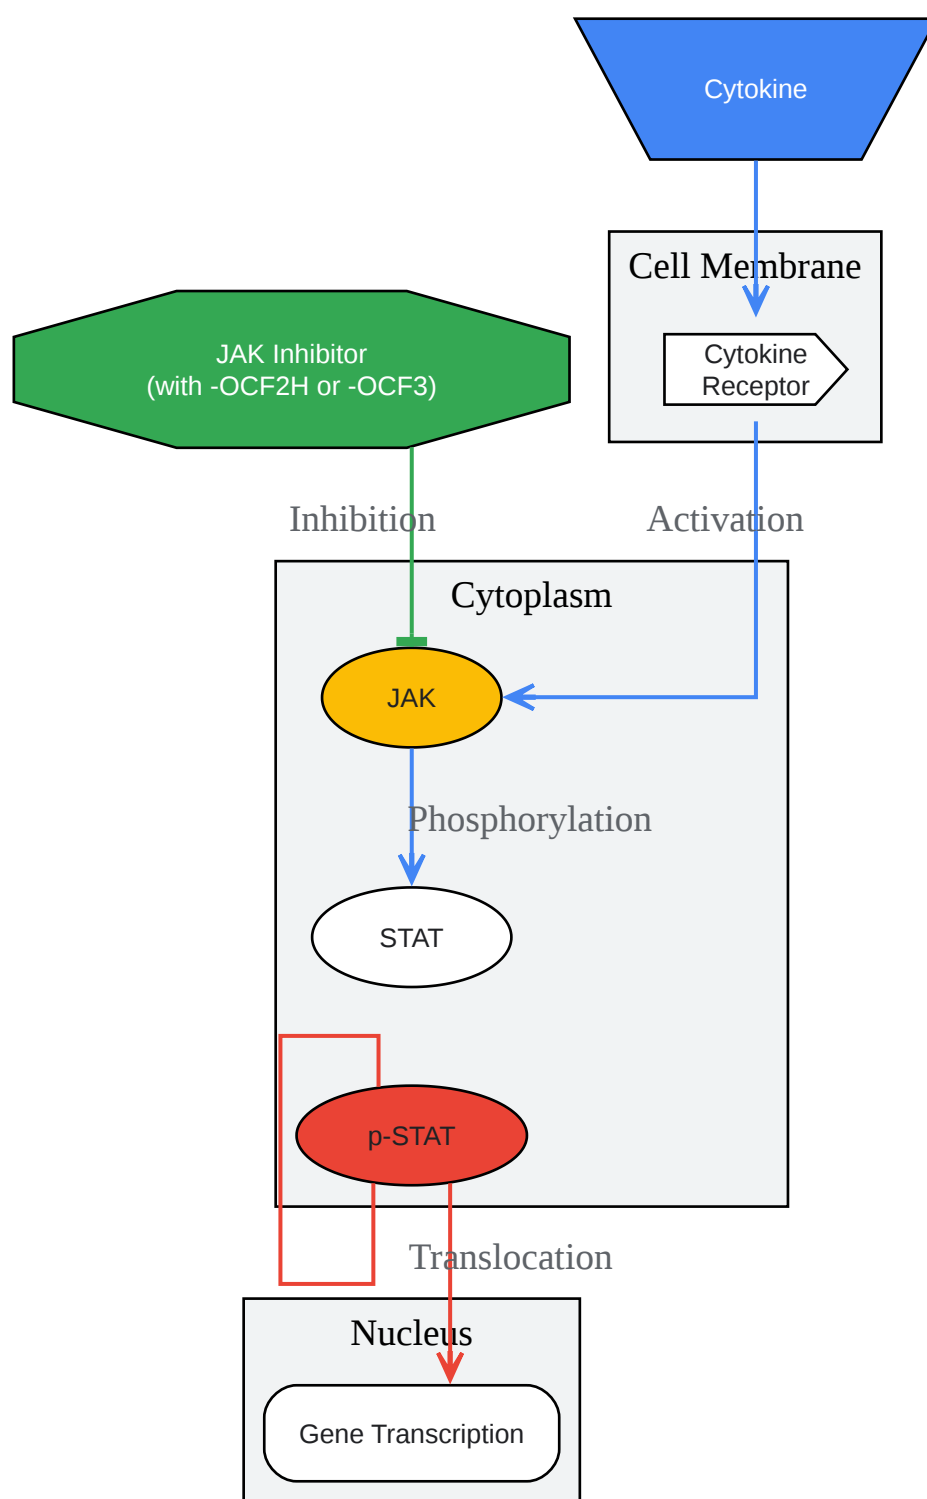 Cytokine
Cell Membrane
JAK Inhibitor
(with -OCF2H or -OCF3)
Cytokine
Receptor
Inhibition
Activation
Cytoplasm
JAK
Phosphorylation
STAT
p-STAT
Translocation
Nucleus
Gene Transcription